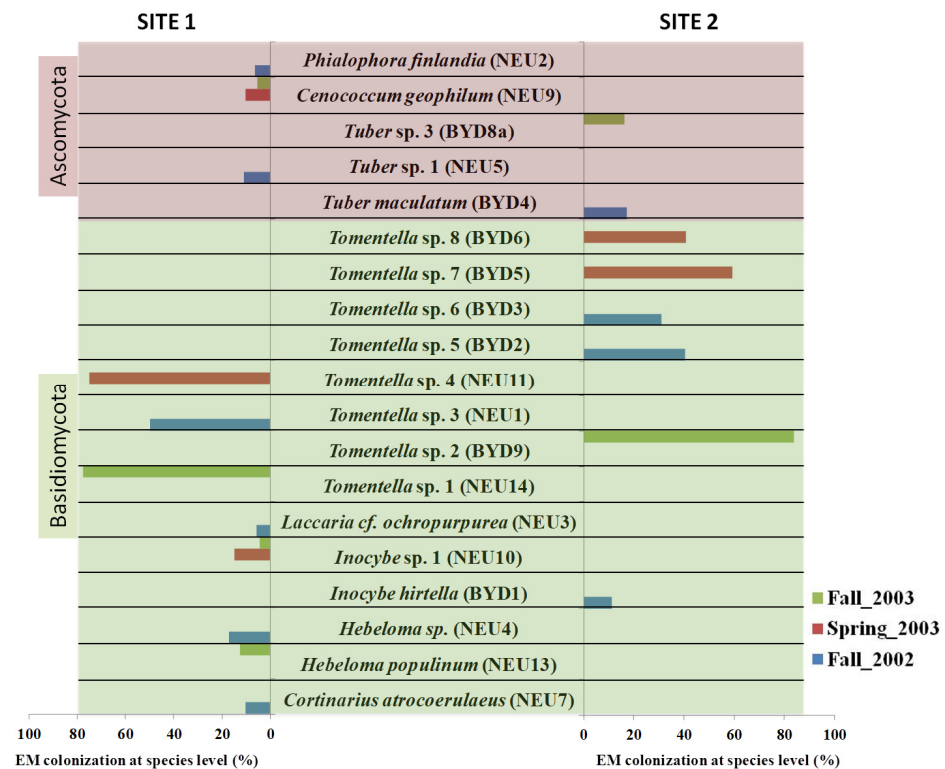 SITE 1
SITE 2
Ascomycota
Basidiomycota
Phialophora finlandia (NEU2)
Cenococcum geophilum (NEU9)
Tuber sp. 3 (BYD8a)
Tuber sp. 1 (NEU5)
Tuber maculatum (BYD4)
Tomentella sp. 8 (BYD6)
Tomentella sp. 7 (BYD5)
Tomentella sp. 6 (BYD3)
Tomentella sp. 5 (BYD2)
Tomentella sp. 4 (NEU11)
Tomentella sp. 3 (NEU1)
Tomentella sp. 2 (BYD9)
Tomentella sp. 1 (NEU14)
Laccaria cf. ochropurpurea (NEU3)
Inocybe sp. 1 (NEU10)
Inocybe hirtella (BYD1)
Hebeloma sp. (NEU4)
Hebeloma populinum (NEU13)
Cortinarius atrocoerulaeus (NEU7)
Fall_2003
Spring_2003
Fall_2002
100 80 60 40 20 0
0 20 40 60 80 100
EM colonization at species level (%)
EM colonization at species level (%)